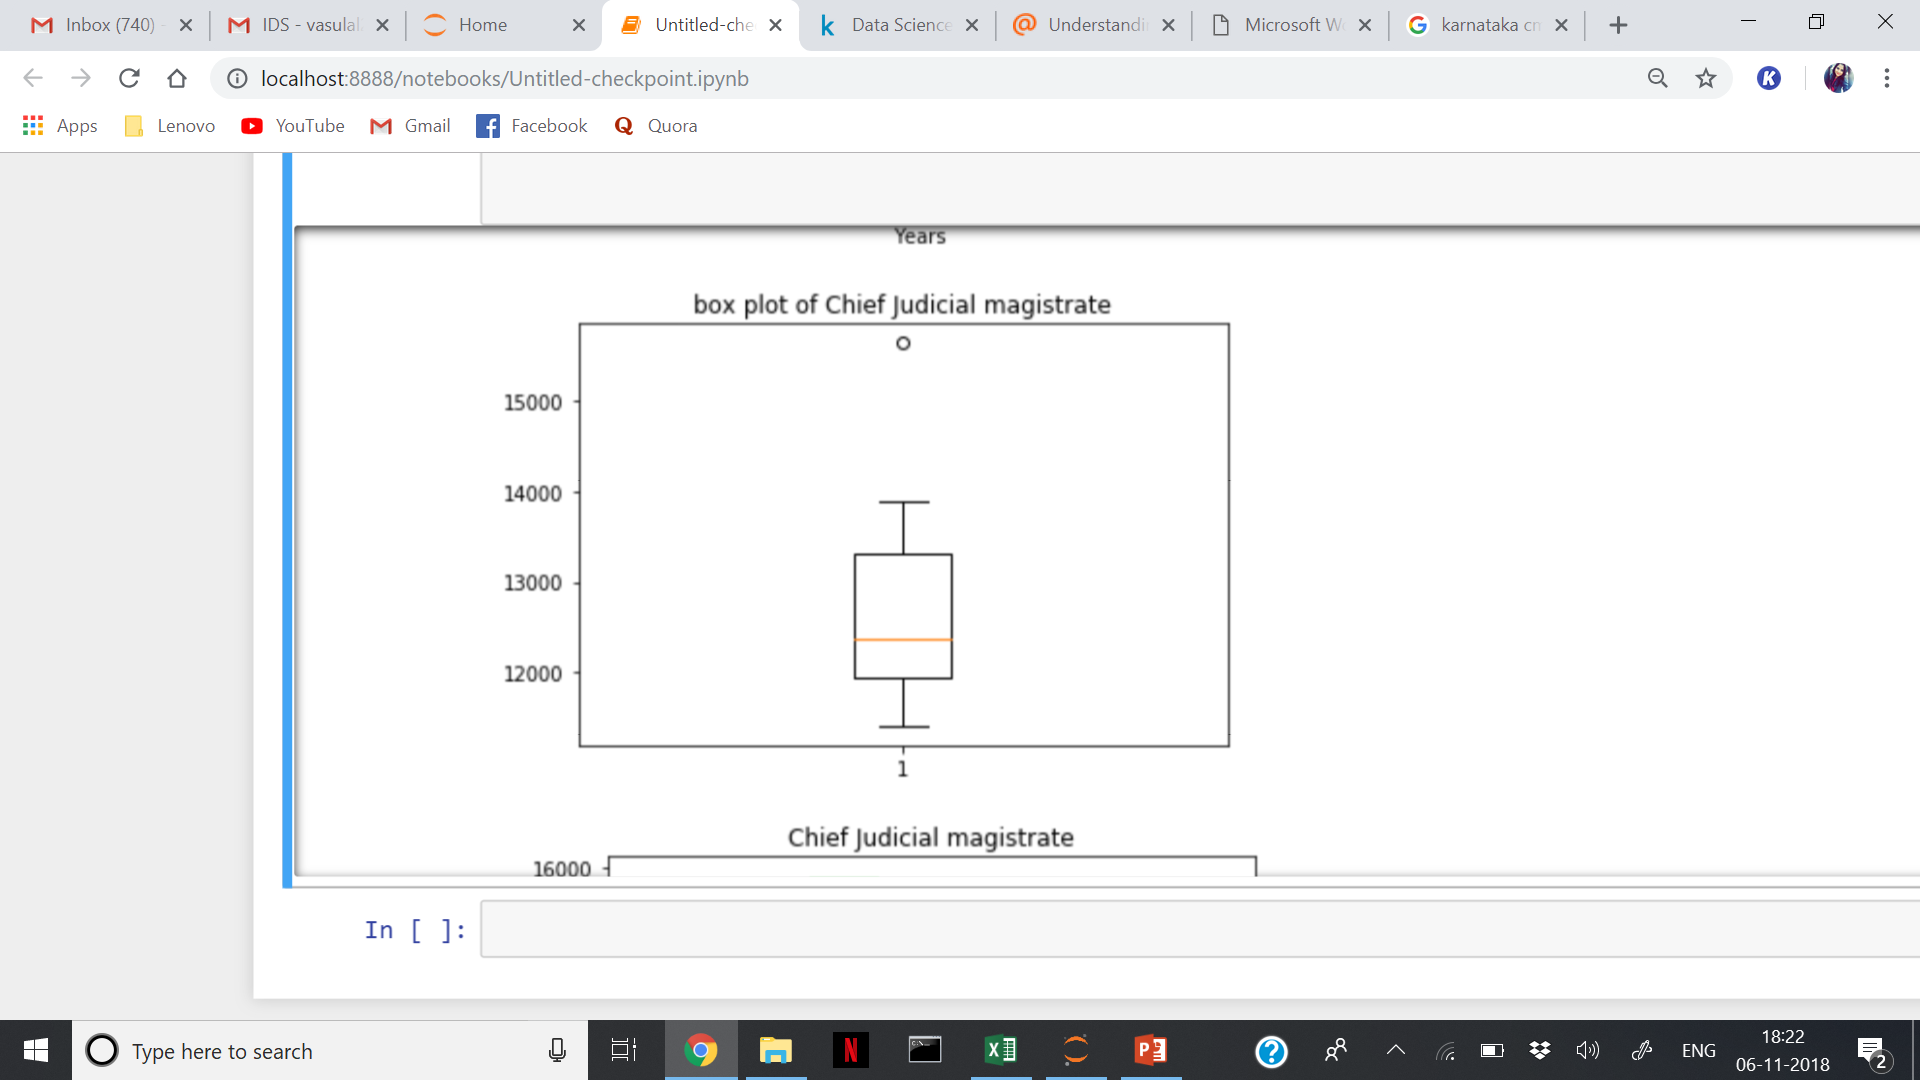 Inbox (740)
IDS - vasulal
Home
Untitled-che
Data Science
Understandi
Microsoft W
karnataka cm
localhost:8888/notebooks/Untitled-checkpoint.ipynb
K
Apps
Lenovo
YouTube
Gmail
Facebook
Quora
Years
box plot of Chief Judicial magistrate
15000
14000
13000
12000
1
Chief Judicial magistrate
16000
In [ ]:
Type here to search
ENG
18:22
06-11-2018
2